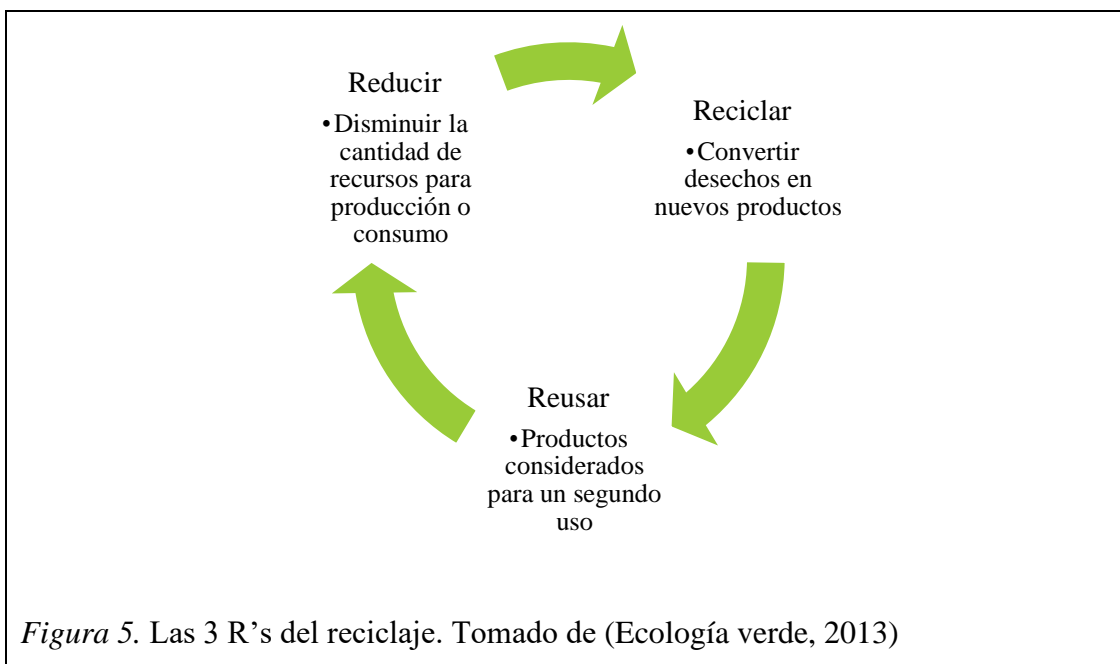 Reducir
•Disminuir la
cantidad de
recursos para
producción o
consumo
Reciclar
•Convertir
desechos en
nuevos productos
Reusar
•Productos
considerados
para un segundo
uso
Figura 5. Las 3 R’s del reciclaje. Tomado de (Ecología verde, 2013)